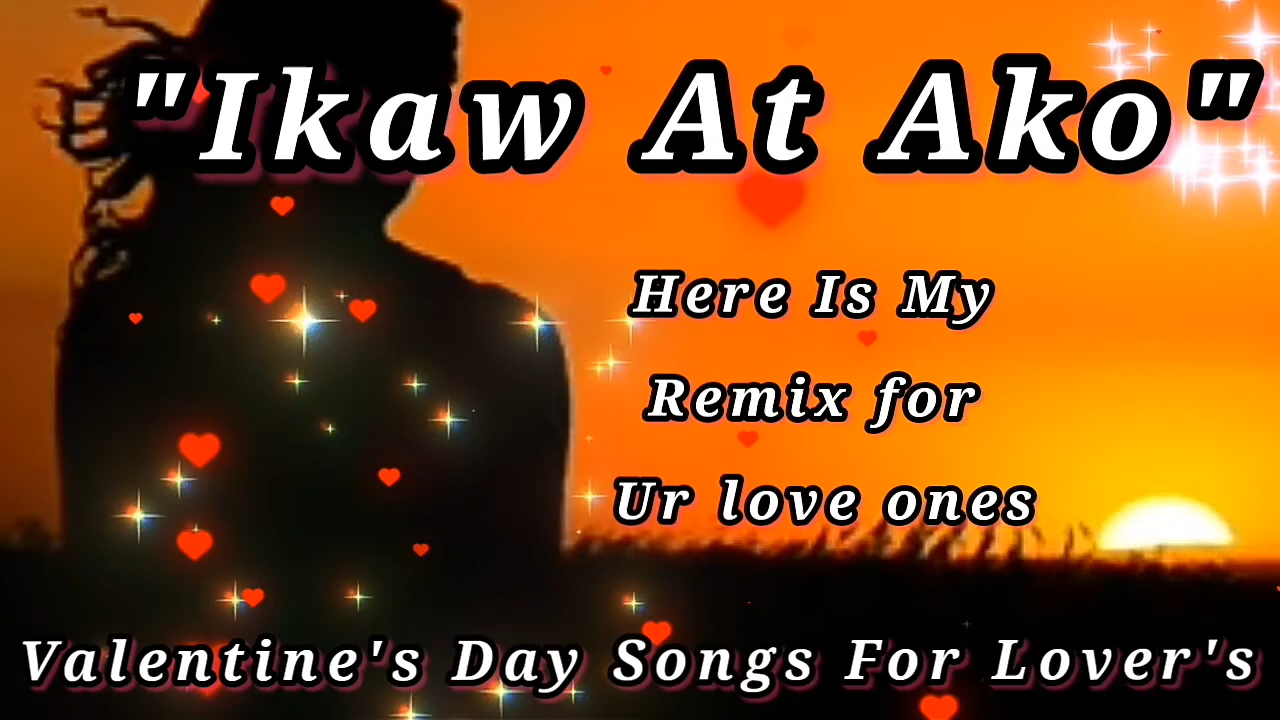 "Ikaw At Ako"
Here Is My
Remix for
Ur love ones
Valentine's Day Songs For Lover's